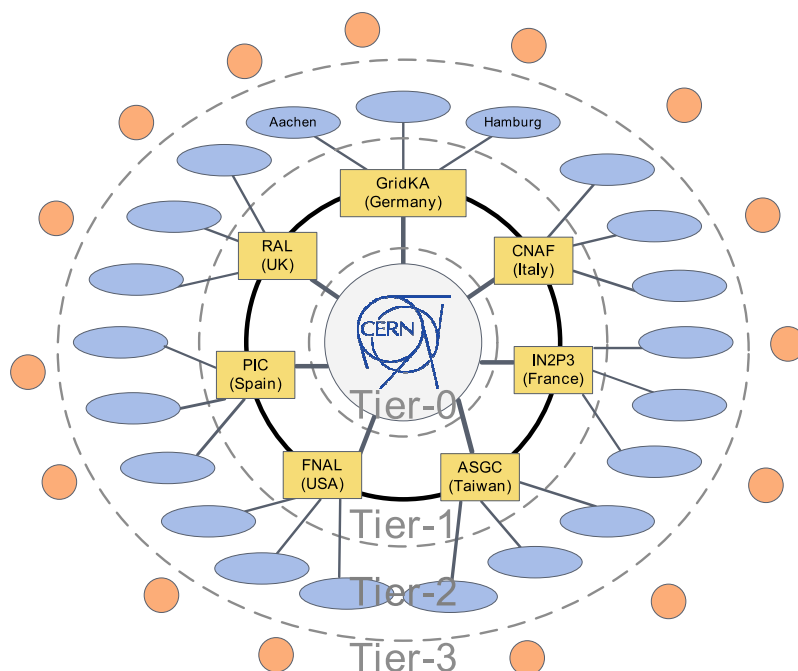 Aachen
Hamburg
GridKA
(Germany)
RAL
(UK)
CNAF
(Italy)
CERN
PIC
(Spain)
IN2P3
(France)
Tier-0
FNAL
(USA)
ASGC
(Taiwan)
Tier-1
Tier-2
Tier-3